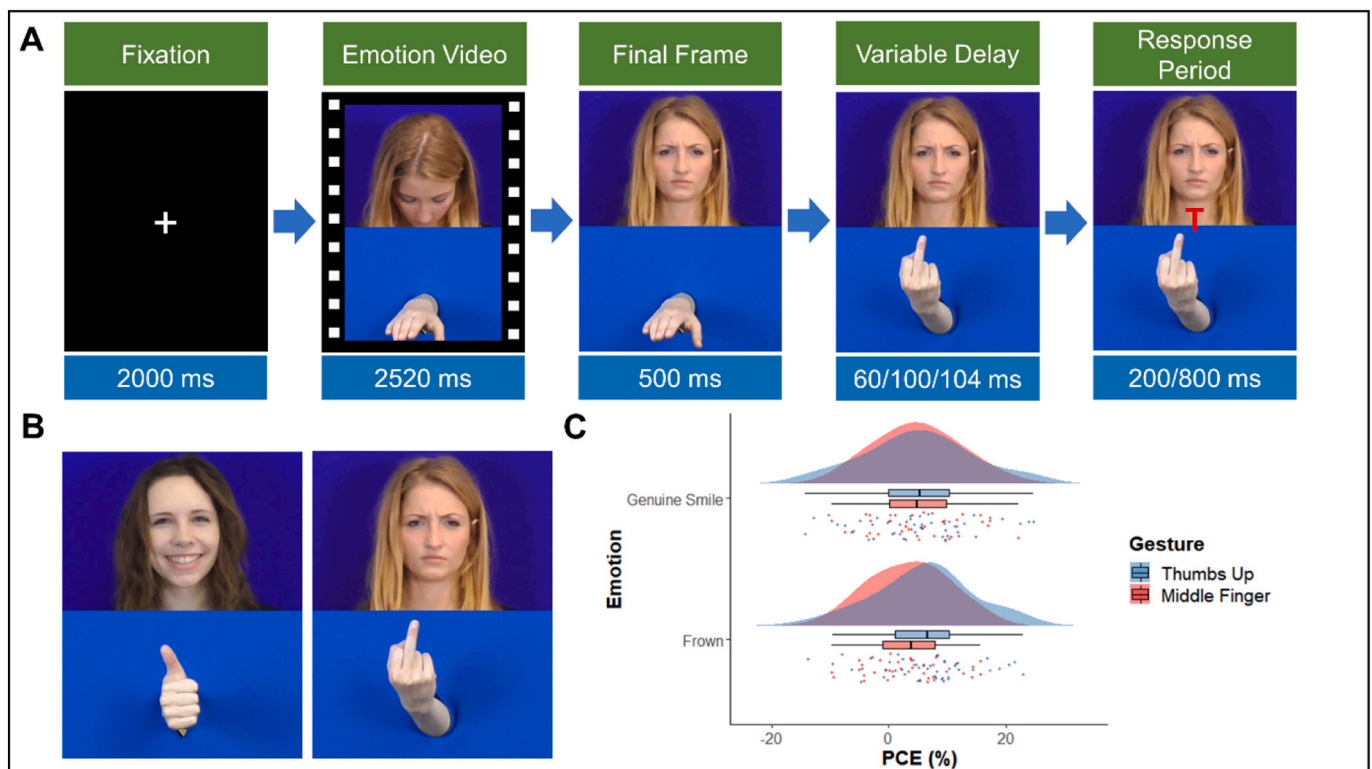 A
Fixation
Emotion Video
Final Frame
Variable Delay
Response
Period
+
T
2000 ms
2520 ms
500 ms
60/100/104 ms
200/800 ms
B
C
Genuine Smile
Frown
Emotion
-20
0
20
PCE (%)
Gesture
Thumbs Up
Middle Finger